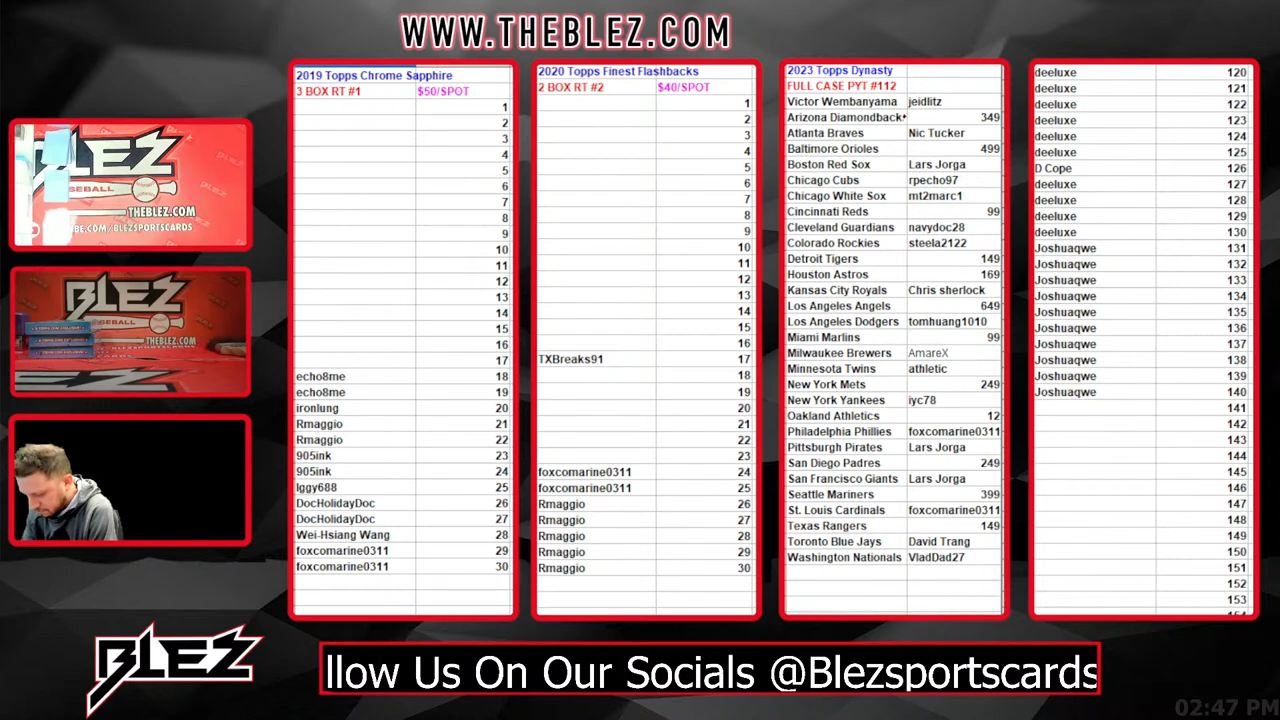 WWW.THEBLEZ.COM
BLEZ
BASEBALL
THEBLEZ.COM
BLEZ
BASEBALL
THEBLEZ.COM
2019 Topps Chrome Sapphire
3 BOX RT #1 $50/SPOT
1
2
3
4
5
6
7
8
9
10
11
12
13
14
15
16
17
echo8me 18
echo8me 19
ironlung 20
Rmaggio 21
Rmaggio 22
905ink 23
905ink 24
Iggy688 25
DocHolidayDoc 26
DocHolidayDoc 27
Wei-Hsiang Wang 28
foxcomarine0311 29
foxcomarine0311 30
2020 Topps Finest Flashbacks
2 BOX RT #2 $40/SPOT
1
2
3
4
5
6
7
8
9
10
11
12
13
14
15
16
TXBreaks91 17
18
19
20
21
22
23
foxcomarine0311 24
foxcomarine0311 25
Rmaggio 26
Rmaggio 27
Rmaggio 28
Rmaggio 29
Rmaggio 30
2023 Topps Dynasty
FULL CASE PYT #112
Victor Wembanyama jeidlitz
Arizona Diamondback 349
Atlanta Braves Nic Tucker
Baltimore Orioles 499
Boston Red Sox Lars Jorga
Chicago Cubs rpecho97
Chicago White Sox mt2marc1
Cincinnati Reds 99
Cleveland Guardians navydoc28
Colorado Rockies steela2122
Detroit Tigers 149
Houston Astros 169
Kansas City Royals Chris sherlock
Los Angeles Angels 649
Los Angeles Dodgers tomhuang1010
Miami Marlins 99
Milwaukee Brewers AmareX
Minnesota Twins athletic
New York Mets 249
New York Yankees iyc78
Oakland Athletics 12
Philadelphia Phillies foxcomarine0311
Pittsburgh Pirates Lars Jorga
San Diego Padres 249
San Francisco Giants Lars Jorga
Seattle Mariners 399
St. Louis Cardinals foxcomarine0311
Texas Rangers 149
Toronto Blue Jays David Trang
Washington Nationals VladDad27
deeluxe 120
deeluxe 121
deeluxe 122
deeluxe 123
deeluxe 124
deeluxe 125
D Cope 126
deeluxe 127
deeluxe 128
deeluxe 129
deeluxe 130
Joshuaqwe 131
Joshuaqwe 132
Joshuaqwe 133
Joshuaqwe 134
Joshuaqwe 135
Joshuaqwe 136
Joshuaqwe 137
Joshuaqwe 138
Joshuaqwe 139
Joshuaqwe 140
141
142
143
144
145
146
147
148
149
150
151
152
153
BLEZ
llow Us On Our Socials @Blezsportscards
02:47 PM